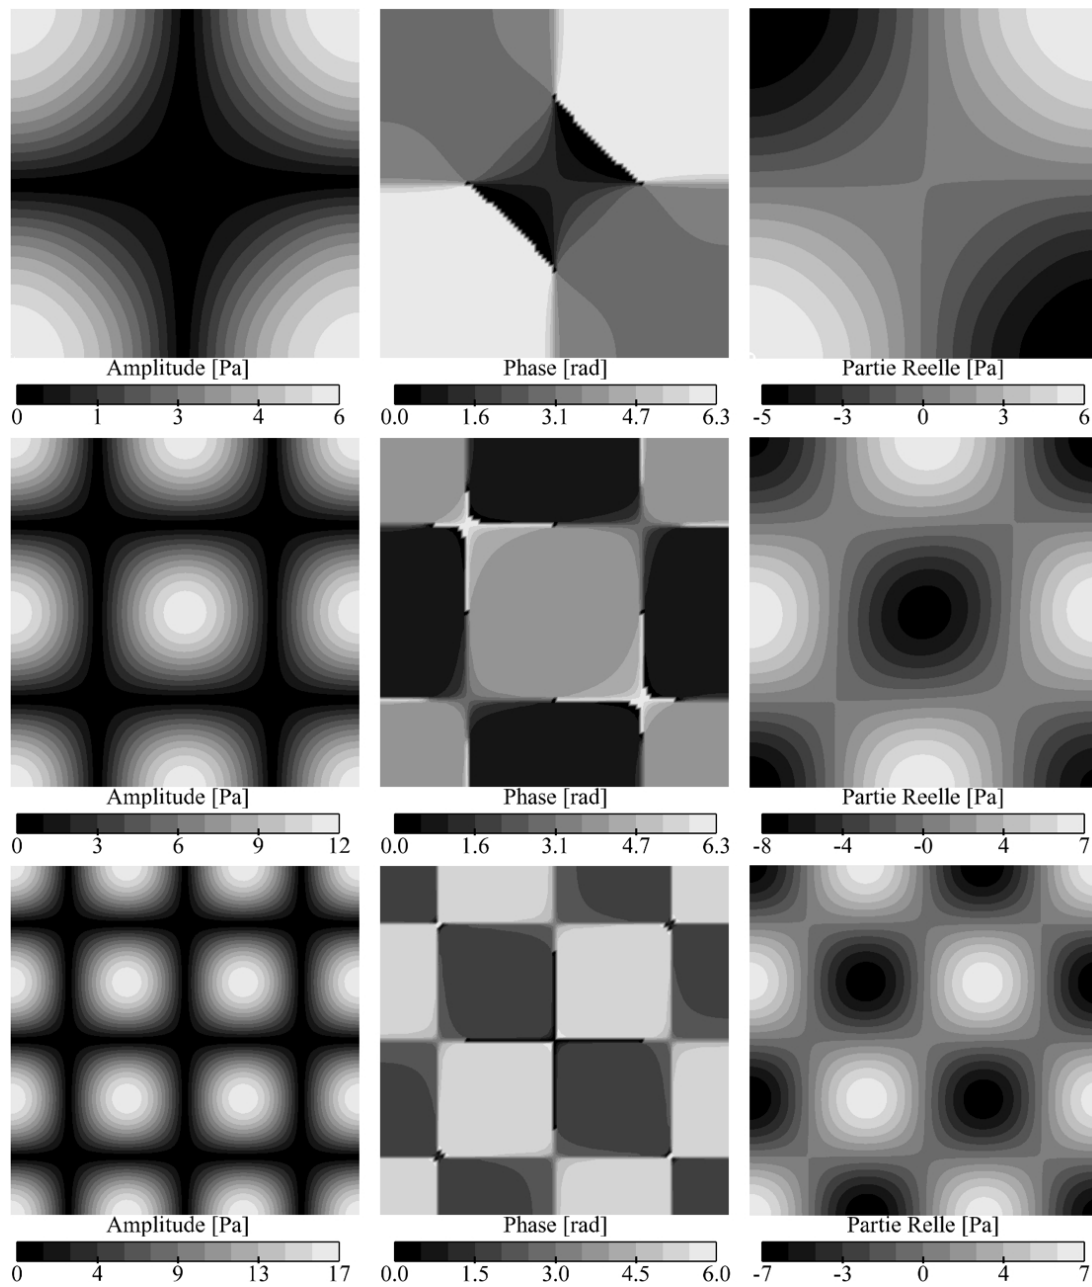 Amplitude [Pa] Phase [rad] Partie Reelle [Pa]
0 1 3 4 6 0.0 1.6 3.1 4.7 6.3 -5 -3 0 3 6
Amplitude [Pa] Phase [rad] Partie Reelle [Pa]
0 3 6 9 12 0.0 1.6 3.1 4.7 6.3 -8 -4 -0 4 7
Amplitude [Pa] Phase [rad] Partie Relle [Pa]
0 4 9 13 17 0.0 1.5 3.0 4.5 6.0 -7 -3 0 3 7